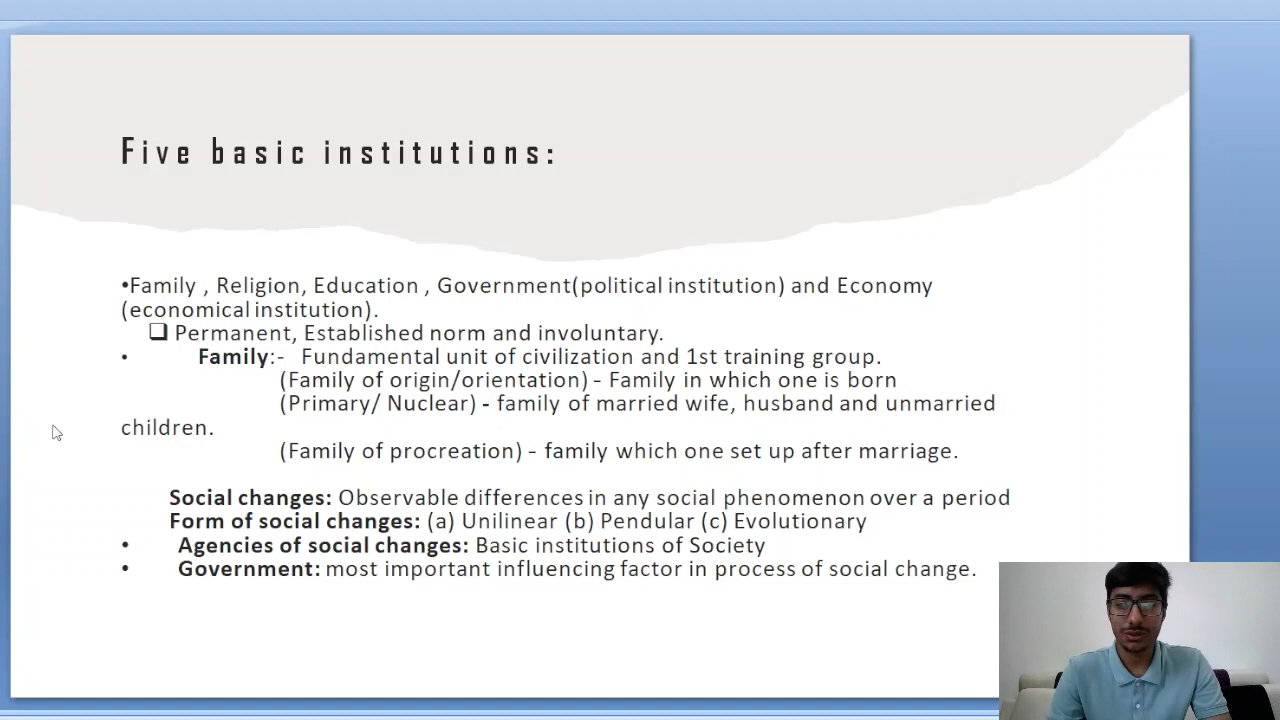 Five basic institutions:
•Family , Religion, Education , Government(political institution) and Economy
(economical institution).
❑ Permanent, Established norm and involuntary.
• Family:- Fundamental unit of civilization and 1st training group.
(Family of origin/orientation) – Family in which one is born
(Primary/ Nuclear) - family of married wife, husband and unmarried
children.
(Family of procreation) – family which one set up after marriage.
Social changes: Observable differences in any social phenomenon over a period
Form of social changes: (a) Unilinear (b) Pendular (c) Evolutionary
• Agencies of social changes: Basic institutions of Society
• Government: most important influencing factor in process of social change.